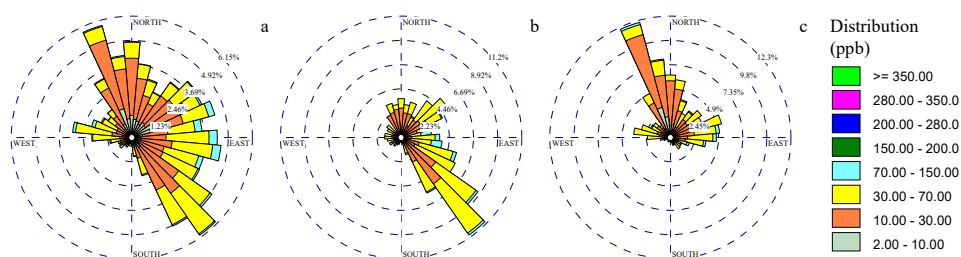 NORTH
a
6.15%
4.92%
3.69%
2.46%
1.23%
WEST
EAST
SOUTH
NORTH
b
11.2%
8.92%
6.69%
4.46%
2.23%
WEST
EAST
SOUTH
NORTH
c
12.3%
9.8%
7.35%
4.9%
2.45%
WEST
EAST
SOUTH
Distribution
(ppb)
>= 350.00
280.00 - 350.0
200.00 - 280.0
150.00 - 200.0
70.00 - 150.00
30.00 - 70.00
10.00 - 30.00
2.00 - 10.00